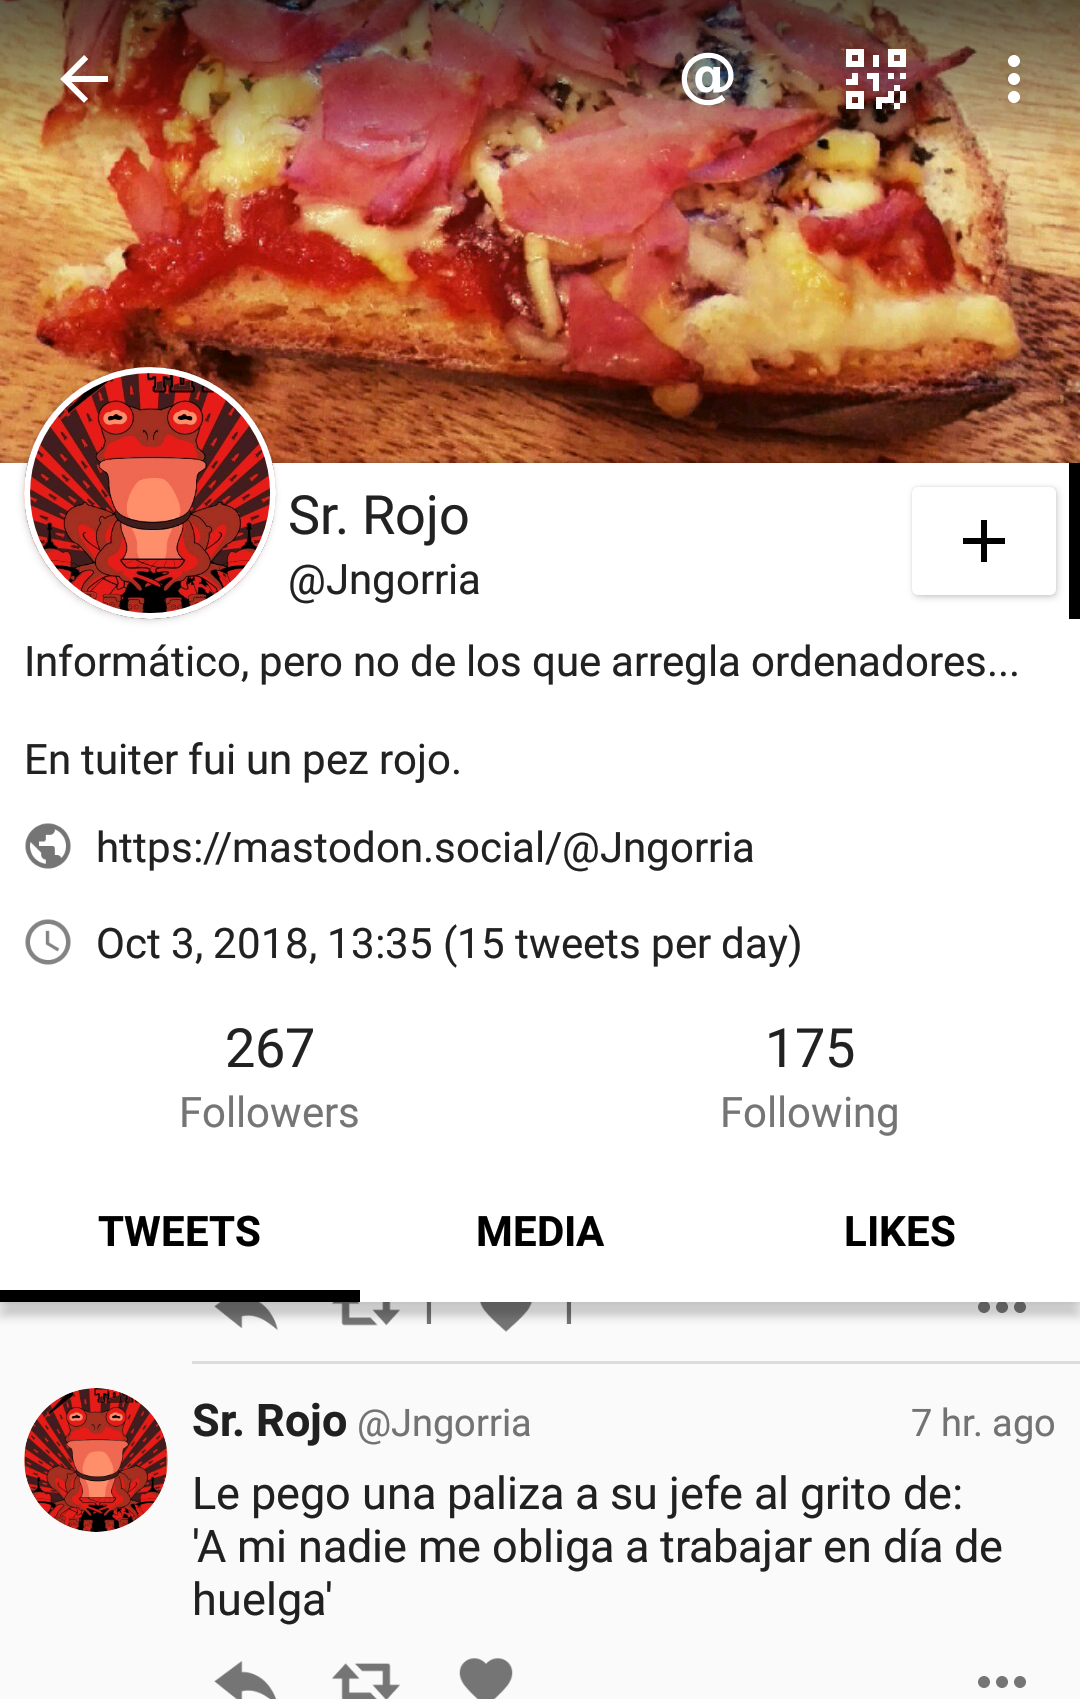 Sr. Rojo
@Jngorria
Informático, pero no de los que arregla ordenadores...
En tuiter fui un pez rojo.
https://mastodon.social/@Jngorria
Oct 3, 2018, 13:35 (15 tweets per day)
267
Followers
175
Following
TWEETS
MEDIA
LIKES
Sr. Rojo @Jngorria
7 hr. ago
Le pego una paliza a su jefe al grito de:
'A mi nadie me obliga a trabajar en día de
huelga'